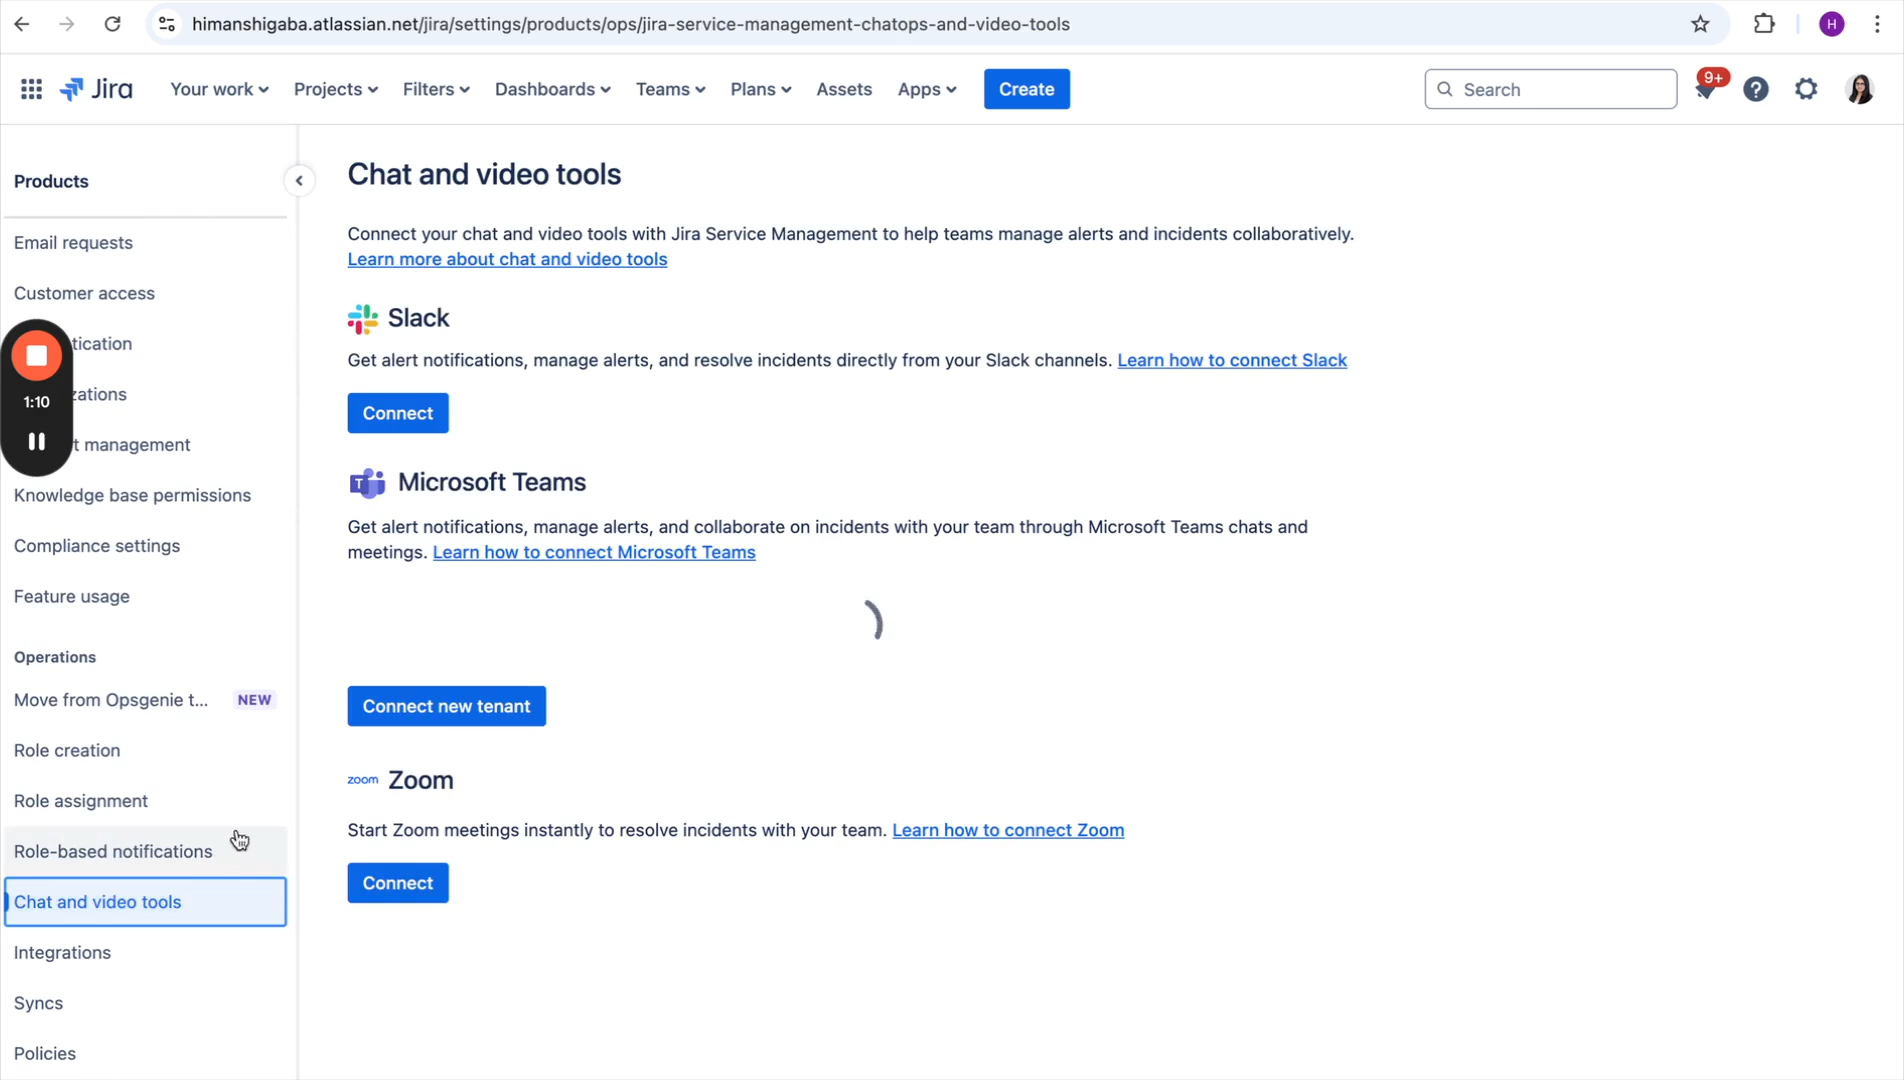 himanshigaba.atlassian.net/jira/settings/products/ops/jira-service-management-chatops-and-video-tools
H
Jira
Your work
Projects
Filters
Dashboards
Teams
Plans
Assets
Apps
Create
Search
9+
Products
Email requests
Customer access
tication
zations
t management
Knowledge base permissions
Compliance settings
Feature usage
Operations
Move from Opsgenie t...
NEW
Role creation
Role assignment
Role-based notifications
Chat and video tools
Integrations
Syncs
Policies
1:10
Chat and video tools
Connect your chat and video tools with Jira Service Management to help teams manage alerts and incidents collaboratively.
Learn more about chat and video tools
Slack
Get alert notifications, manage alerts, and resolve incidents directly from your Slack channels. Learn how to connect Slack
Connect
T
Microsoft Teams
Get alert notifications, manage alerts, and collaborate on incidents with your team through Microsoft Teams chats and
meetings. Learn how to connect Microsoft Teams
Connect new tenant
zoom Zoom
Start Zoom meetings instantly to resolve incidents with your team. Learn how to connect Zoom
Connect